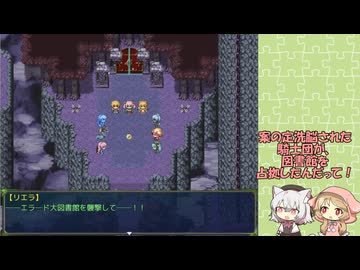 案の定洗脳された
騎士団が、
図書館を
占拠したんだって！
【リエラ】
――エラード大図書館を襲撃して――！！